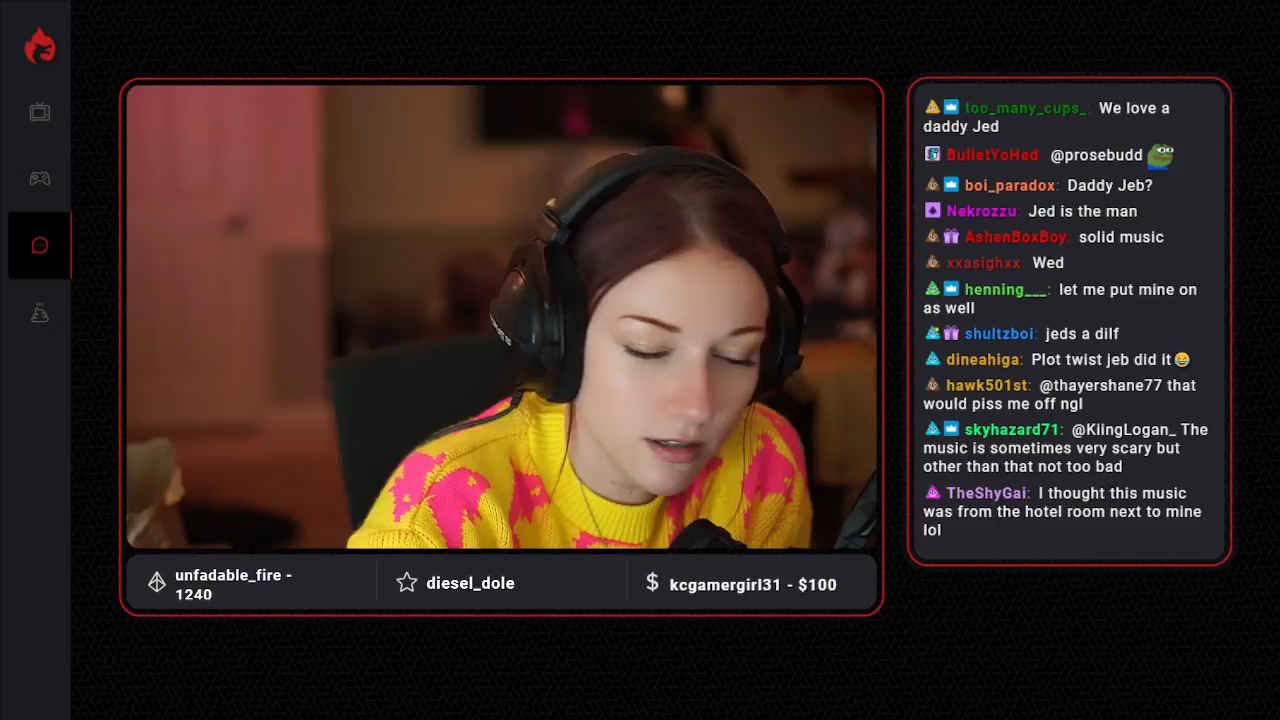 too_many_cups_: We love a
daddy Jed
BulletYoHed: @prosebudd
boi_paradox: Daddy Jeb?
Nekrozzu: Jed is the man
AshenBoxBoy: solid music
xxasighxx: Wed
henning___: let me put mine on
as well
shultzboi: jeds a dilf
dineahiga: Plot twist jeb did it
hawk501st: @thayershane77 that
would piss me off ngl
skyhazard71: @KiingLogan_ The
music is sometimes very scary but
other than that not too bad
TheShyGai: I thought this music
was from the hotel room next to mine
lol
unfadable_fire -
1240
diesel_dole
$ kcgamergirl31 - $100